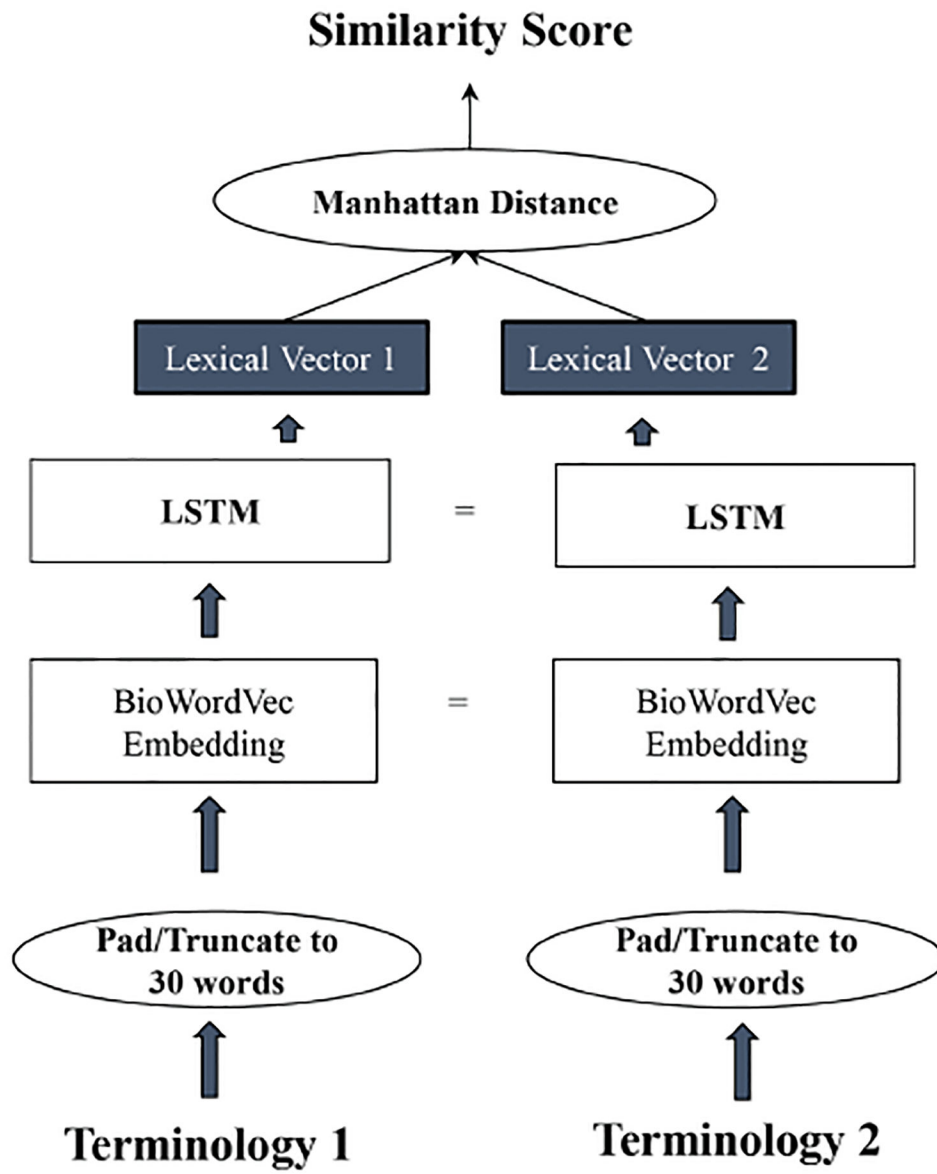 Similarity Score
Manhattan Distance
Lexical Vector 1
Lexical Vector 2
LSTM
=
LSTM
BioWordVec
Embedding
=
BioWordVec
Embedding
Pad/Truncate to
30 words
Pad/Truncate to
30 words
Terminology 1
Terminology 2